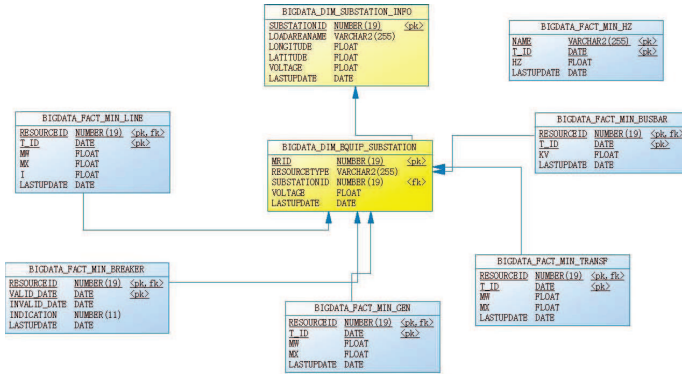 BIGDATA_DIM_SUBSTATION_INFO
SUBSTATIONID NUMBER(19) <pk>
LOADAREANAME VARCHAR2(255)
LONGITUDE FLOAT
LATITUDE FLOAT
VOLTAGE FLOAT
LASTUPDATE DATE
BIGDATA_FACT_MIN_HZ
NAME VARCHAR2(255) <pk>
T_ID DATE <pk>
HZ FLOAT
LASTUPDATE DATE
BIGDATA_FACT_MIN_LINE
RESOURCEID NUMBER(19) <pk,fk>
T_ID DATE <pk>
MW FLOAT
MX FLOAT
I FLOAT
LASTUPDATE DATE
BIGDATA_DIM_EQUIP_SUBSTATION
MRID NUMBER(19) <pk>
RESOURCETYPE VARCHAR2(255)
SUBSTATIONID NUMBER(19) <fk>
VOLTAGE FLOAT
LASTUPDATE DATE
BIGDATA_FACT_MIN_BUSBAR
RESOURCEID NUMBER(19) <pk,fk>
T_ID DATE <pk>
KV FLOAT
LASTUPDATE DATE
BIGDATA_FACT_MIN_BREAKER
RESOURCEID NUMBER(19) <pk,fk>
VALID_DATE DATE <pk>
INVALID_DATE DATE
INDICATION NUMBER(11)
LASTUPDATE DATE
BIGDATA_FACT_MIN_GEN
RESOURCEID NUMBER(19) <pk,fk>
T_ID DATE <pk>
MW FLOAT
MX FLOAT
LASTUPDATE DATE
BIGDATA_FACT_MIN_TRANSF
RESOURCEID NUMBER(19) <pk,fk>
T_ID DATE <pk>
MW FLOAT
MX FLOAT
LASTUPDATE DATE